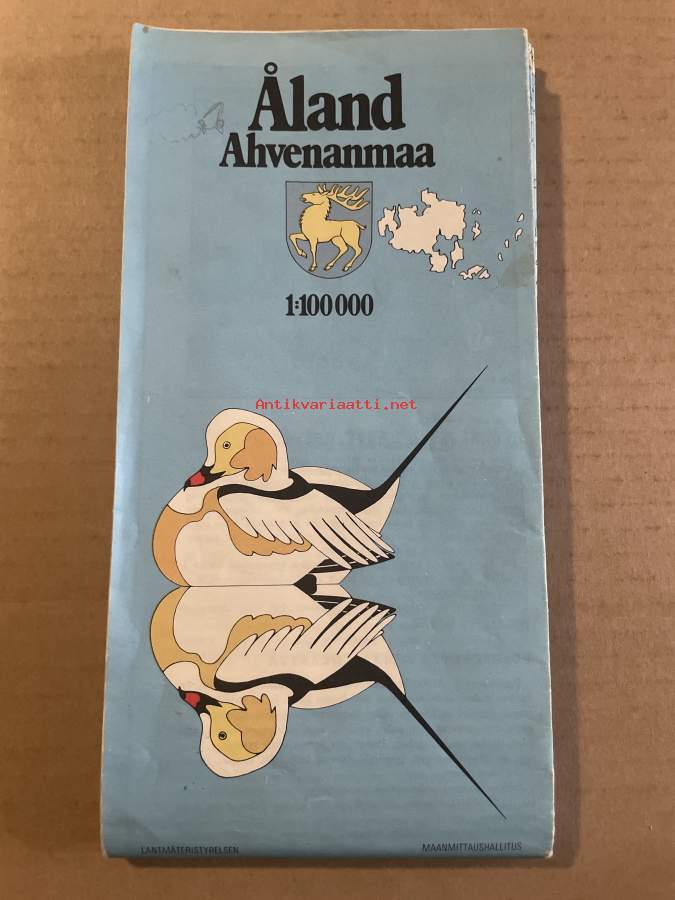 Åland
Ahvenanmaa
1:100 000
Antikvariaatti.net
LANTMÄTERISTYRELSEN
MAANMITTAUSHALLITUS